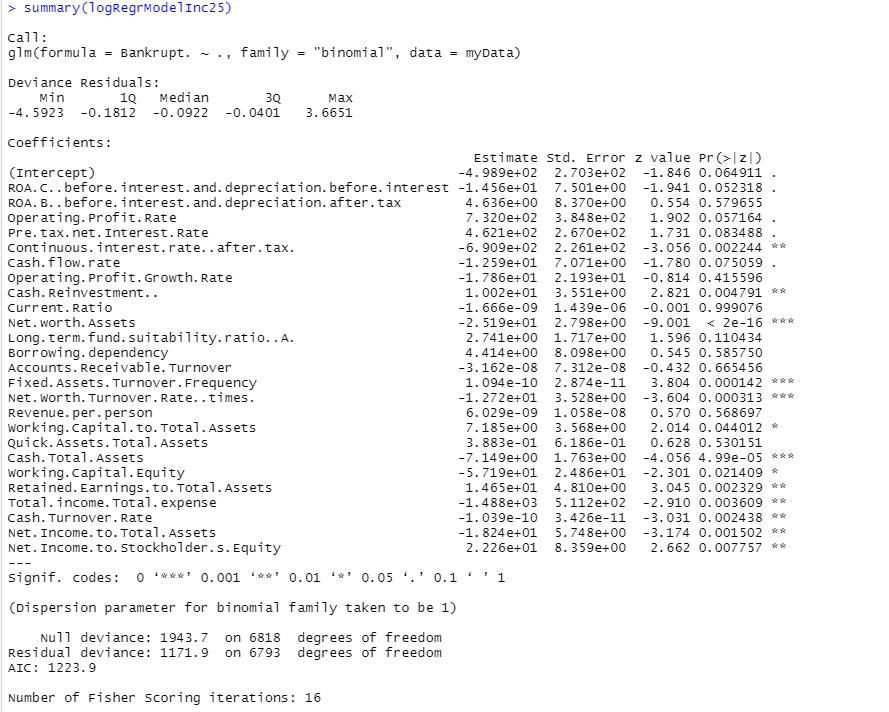 > summary(logRegrModelInc25)
Call:
glm(formula = Bankrupt. ~ ., family = "binomial", data = myData)
Deviance Residuals:
    Min       1Q   Median       3Q      Max
-4.5923  -0.1812  -0.0922  -0.0401   3.6651
Coefficients:
                                                          Estimate Std. Error z value Pr(>|z|)
(Intercept)                                             -4.989e+02  2.703e+02  -1.846 0.064911 .
ROA.C..before.interest.and.depreciation.before.interest -1.456e+01  7.501e+00  -1.941 0.052318 .
ROA.B..before.interest.and.depreciation.after.tax        4.636e+00  8.370e+00   0.554 0.579655
Operating.Profit.Rate                                    7.320e+02  3.848e+02   1.902 0.057164 .
Pre.tax.net.Interest.Rate                                4.621e+02  2.670e+02   1.731 0.083488 .
Continuous.interest.rate..after.tax.                    -6.909e+02  2.261e+02  -3.056 0.002244 **
Cash.flow.rate                                          -1.259e+01  7.071e+00  -1.780 0.075059 .
Operating.Profit.Growth.Rate                            -1.786e+01  2.193e+01  -0.814 0.415596
Cash.Reinvestment..                                      1.002e+01  3.551e+00   2.821 0.004791 **
Current.Ratio                                           -1.666e-09  1.439e-06  -0.001 0.999076
Net.worth.Assets                                        -2.519e+01  2.798e+00  -9.001  < 2e-16 ***
Long.term.fund.suitability.ratio..A.                     2.741e+00  1.717e+00   1.596 0.110434
Borrowing.dependency                                     4.414e+00  8.098e+00   0.545 0.585750
Accounts.Receivable.Turnover                            -3.162e-08  7.312e-08  -0.432 0.665456
Fixed.Assets.Turnover.Frequency                          1.094e-10  2.874e-11   3.804 0.000142 ***
Net.Worth.Turnover.Rate..times.                         -1.272e+01  3.528e+00  -3.604 0.000313 ***
Revenue.per.person                                       6.029e-09  1.058e-08   0.570 0.568697
Working.Capital.to.Total.Assets                          7.185e+00  3.568e+00   2.014 0.044012 *
Quick.Assets.Total.Assets                                3.883e-01  6.186e-01   0.628 0.530151
Cash.Total.Assets                                       -7.149e+00  1.763e+00  -4.056 4.99e-05 ***
Working.Capital.Equity                                  -5.719e+01  2.486e+01  -2.301 0.021409 *
Retained.Earnings.to.Total.Assets                        1.465e+01  4.810e+00   3.045 0.002329 **
Total.income.Total.expense                              -1.488e+03  5.112e+02  -2.910 0.003609 **
Cash.Turnover.Rate                                      -1.039e-10  3.426e-11  -3.031 0.002438 **
Net.Income.to.Total.Assets                              -1.824e+01  5.748e+00  -3.174 0.001502 **
Net.Income.to.Stockholder.s.Equity                       2.226e+01  8.359e+00   2.662 0.007757 **
---
Signif. codes:  0 ‘***’ 0.001 ‘**’ 0.01 ‘*’ 0.05 ‘.’ 0.1 ‘ ’ 1
(Dispersion parameter for binomial family taken to be 1)
    Null deviance: 1943.7  on 6818  degrees of freedom
Residual deviance: 1171.9  on 6793  degrees of freedom
AIC: 1223.9
Number of Fisher Scoring iterations: 16